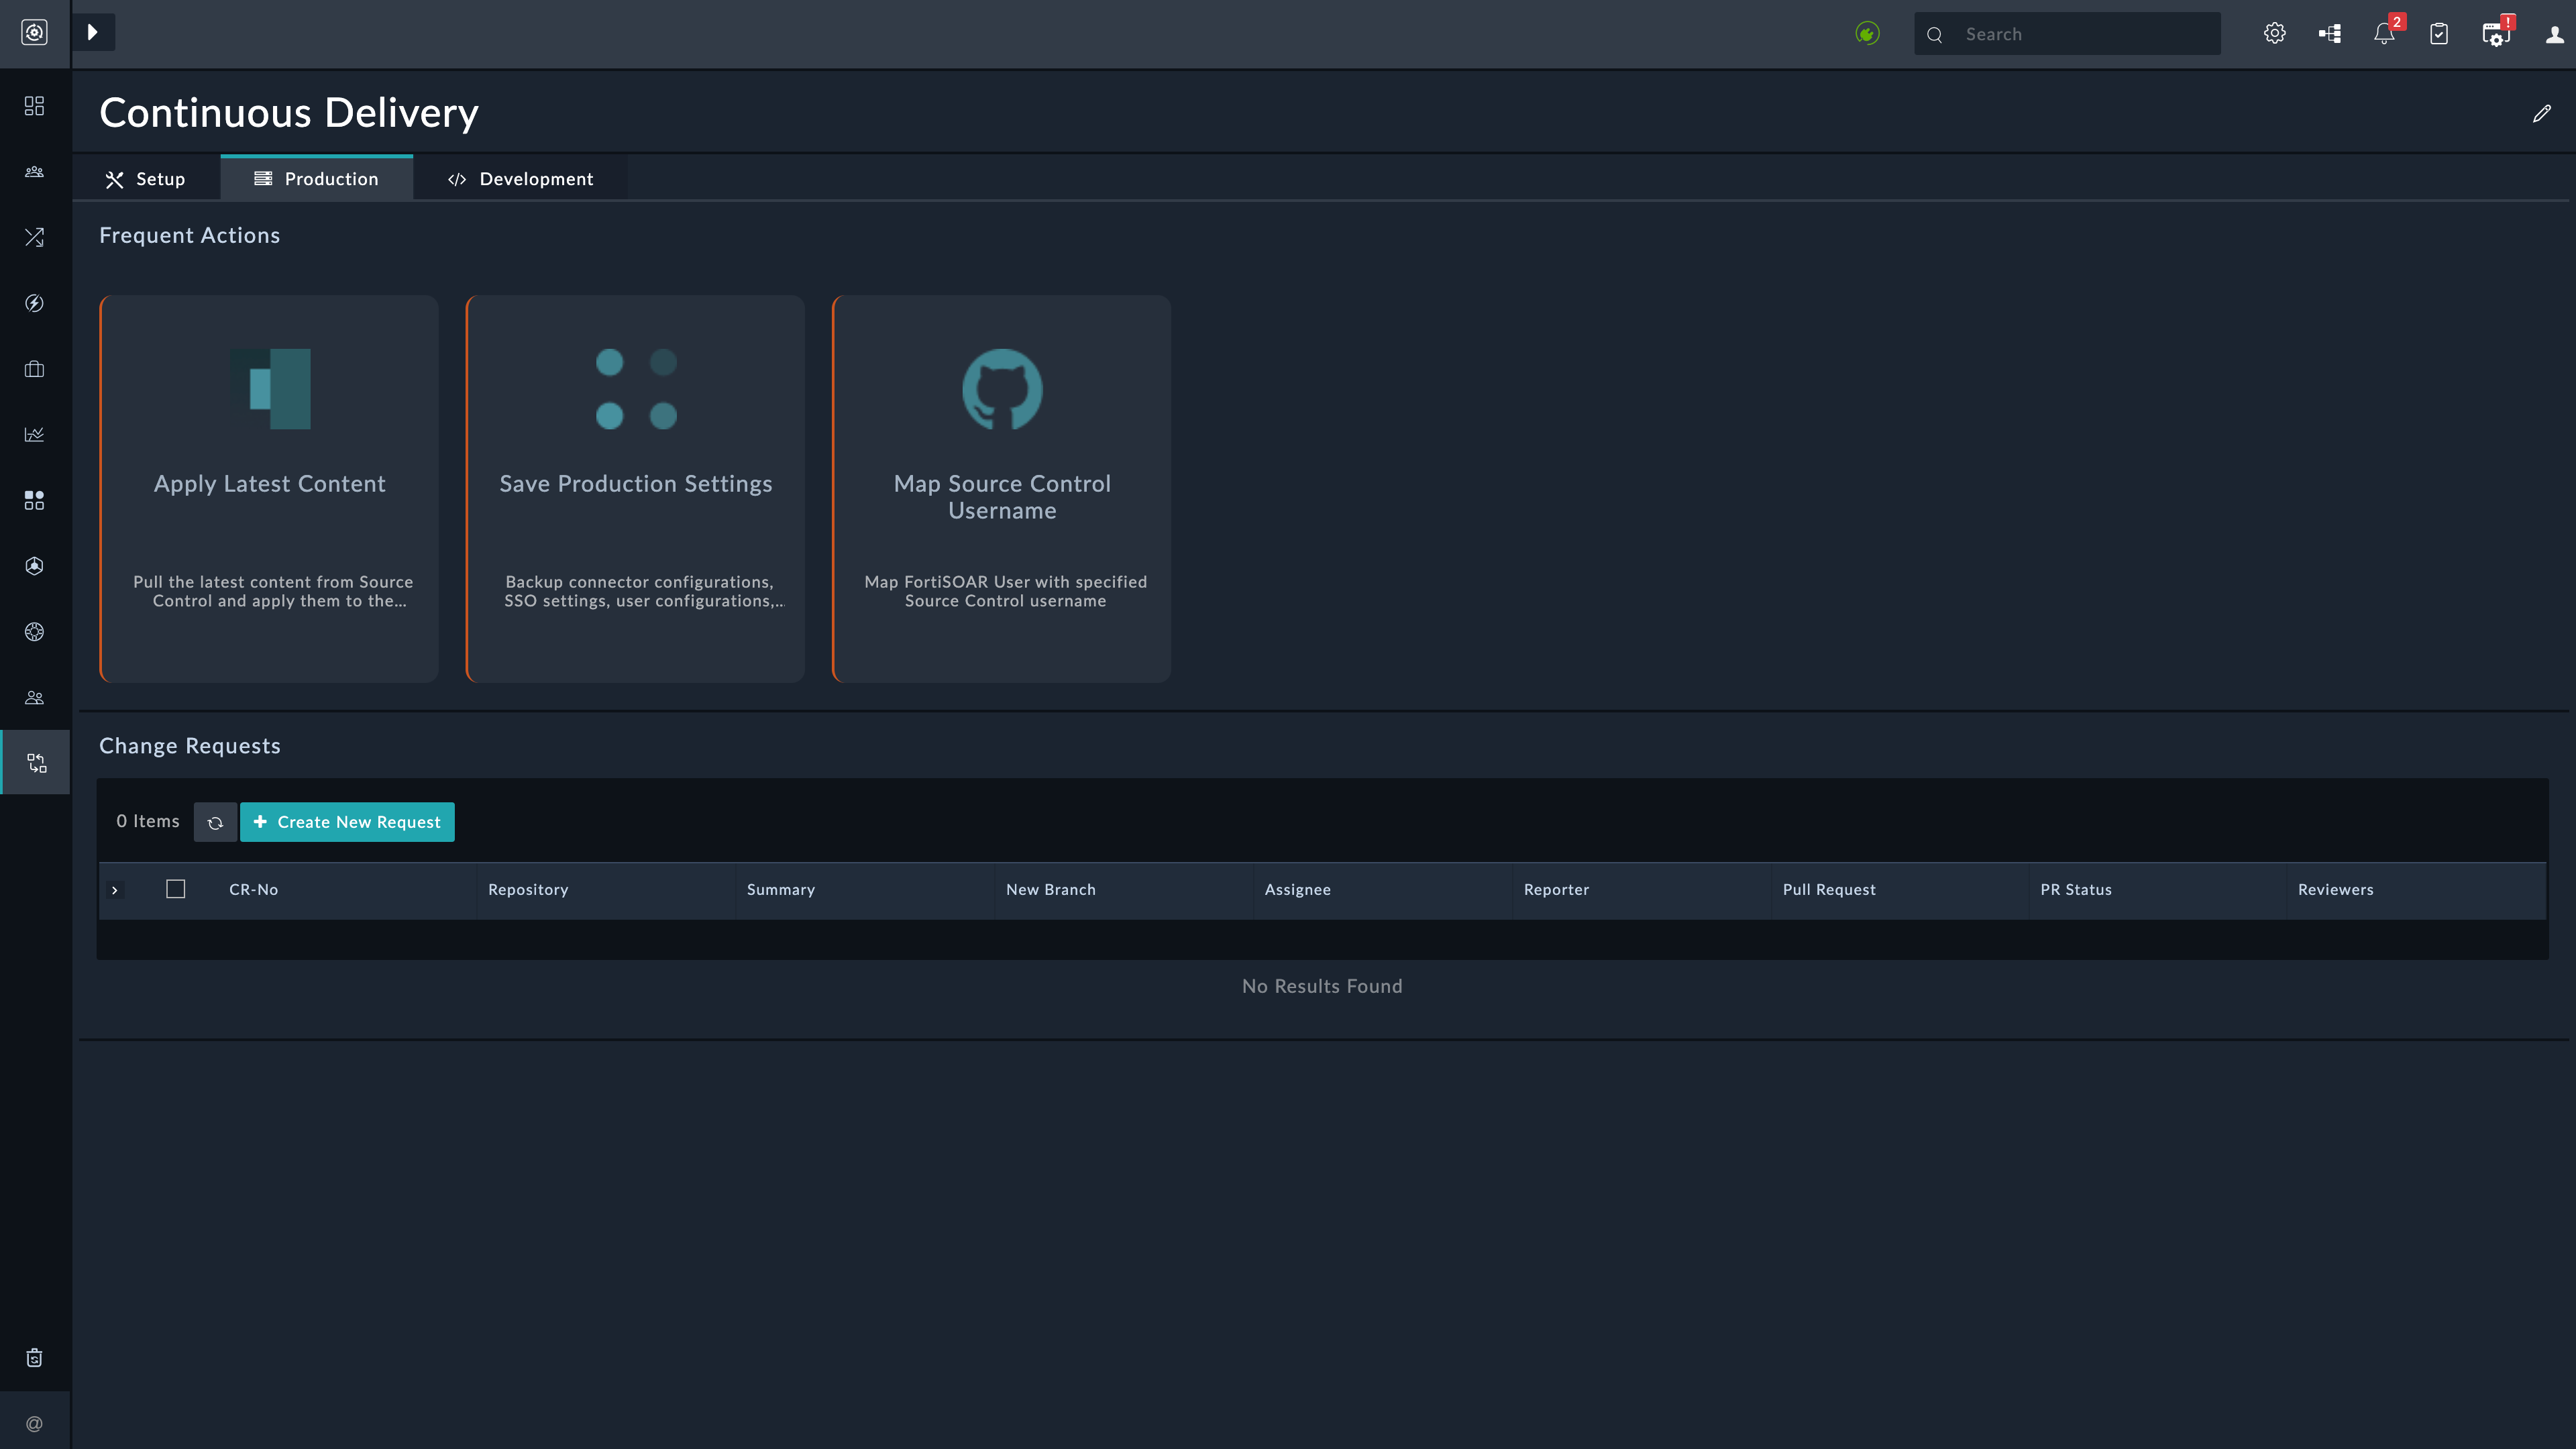 Search
2
!
Continuous Delivery
Setup
Production
</> Development
Frequent Actions
Apply Latest Content
Pull the latest content from Source
Control and apply them to the...
Save Production Settings
Backup connector configurations,
SSO settings, user configurations,...
Map Source Control
Username
Map FortiSOAR User with specified
Source Control username
Change Requests
0 Items
+ Create New Request
CR-No
Repository
Summary
New Branch
Assignee
Reporter
Pull Request
PR Status
Reviewers
No Results Found
@